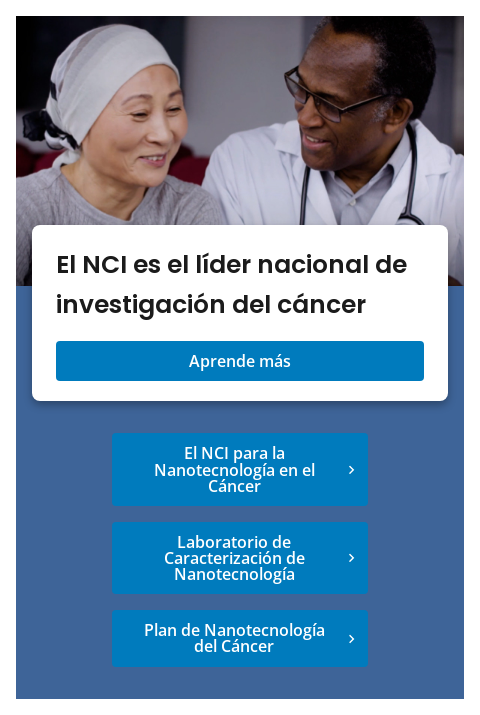 El NCI es el líder nacional de
investigación del cáncer
Aprende más
El NCI para la
Nanotecnología en el
Cáncer
Laboratorio de
Caracterización de
Nanotecnología
Plan de Nanotecnología
del Cáncer